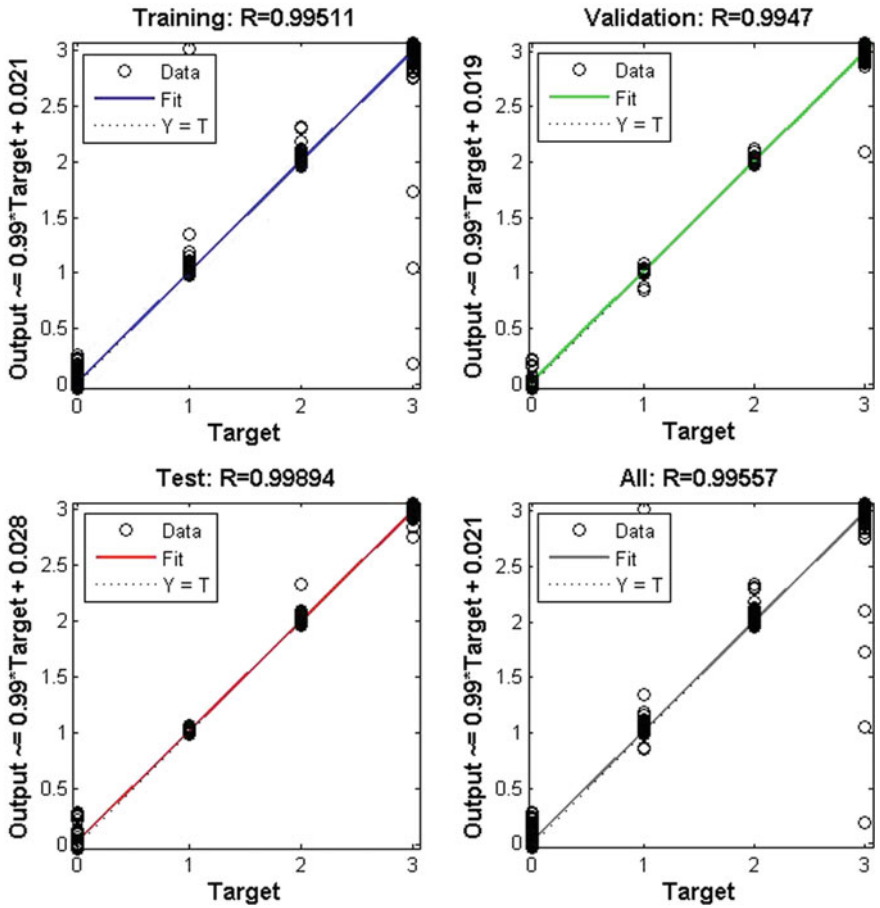 Training: R=0.99511
Output ~= 0.99*Target + 0.021
3
2.5
2
1.5
1
0.5
0
Data
Fit
Y = T
0 1 2 3
Target
Validation: R=0.9947
Output ~= 0.99*Target + 0.019
3
2.5
2
1.5
1
0.5
0
Data
Fit
Y = T
0 1 2 3
Target
Test: R=0.99894
Output ~= 0.99*Target + 0.028
3
2.5
2
1.5
1
0.5
0
Data
Fit
Y = T
0 1 2 3
Target
All: R=0.99557
Output ~= 0.99*Target + 0.021
3
2.5
2
1.5
1
0.5
0
Data
Fit
Y = T
0 1 2 3
Target